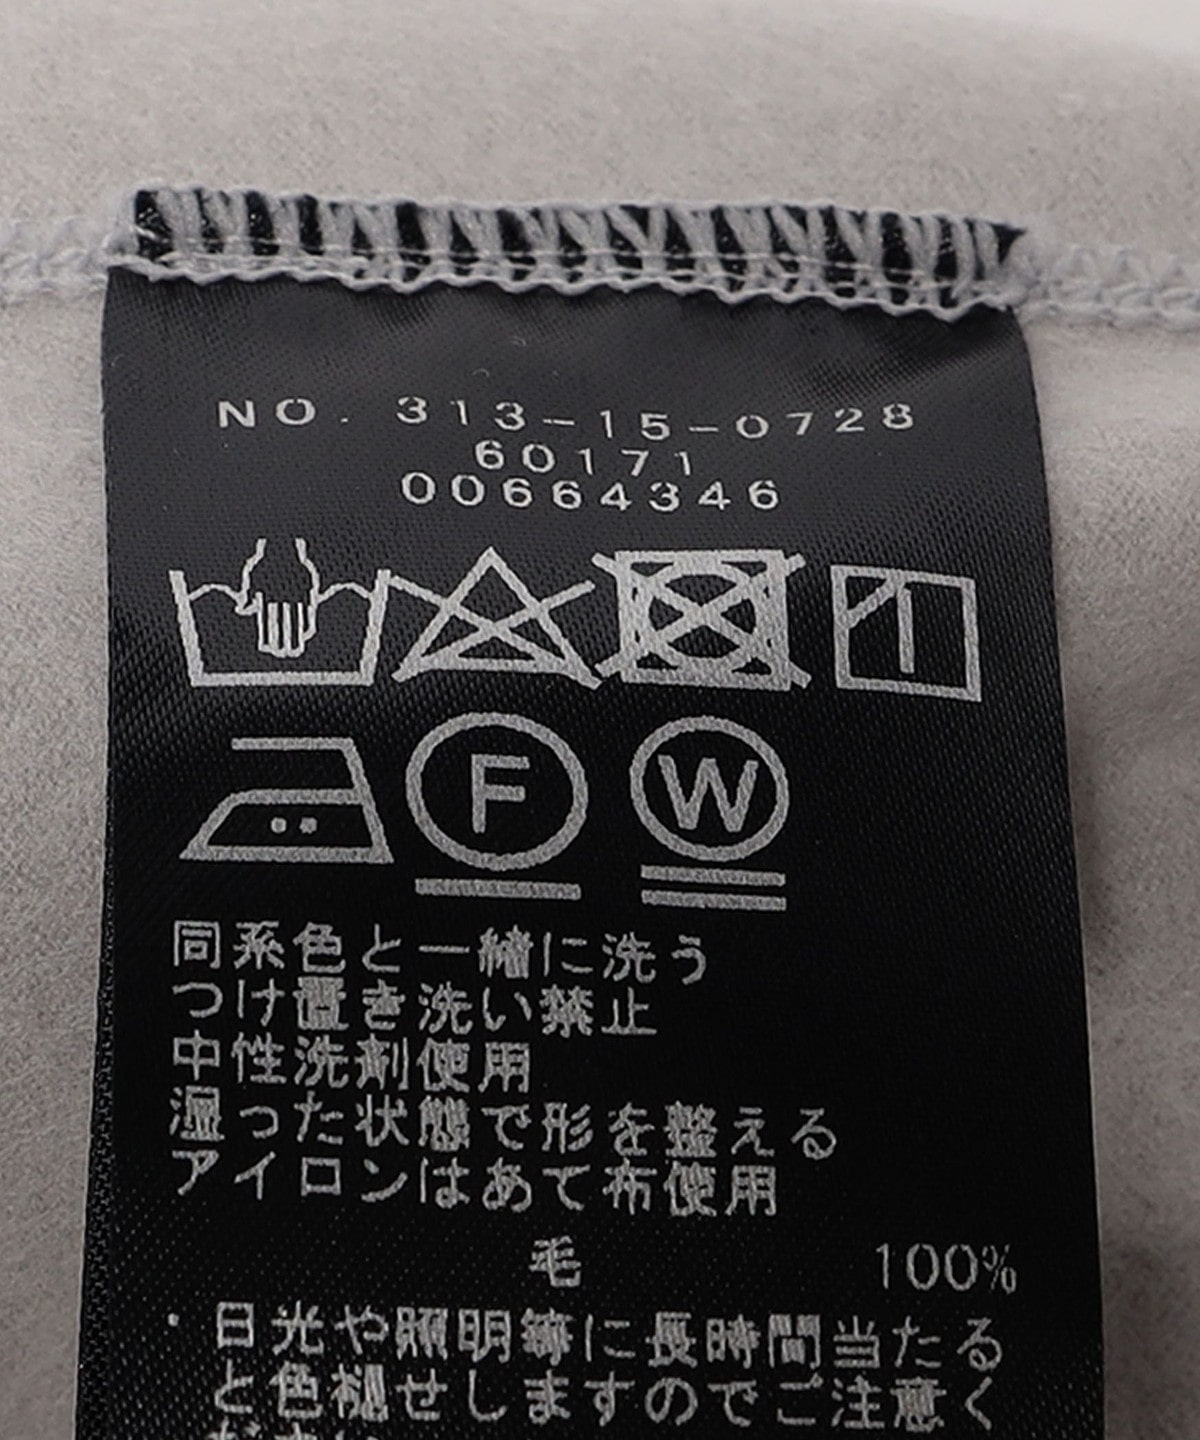 NO. 313-15-0728
60171
00664346
F W
同系色と一緒に洗う
つけ置き洗い禁止
中性洗剤使用
湿った状態で形を整える
アイロンはあて布使用
毛 100%
・日光や照明等に長時間当たる
と色褪せしますのでご注意く